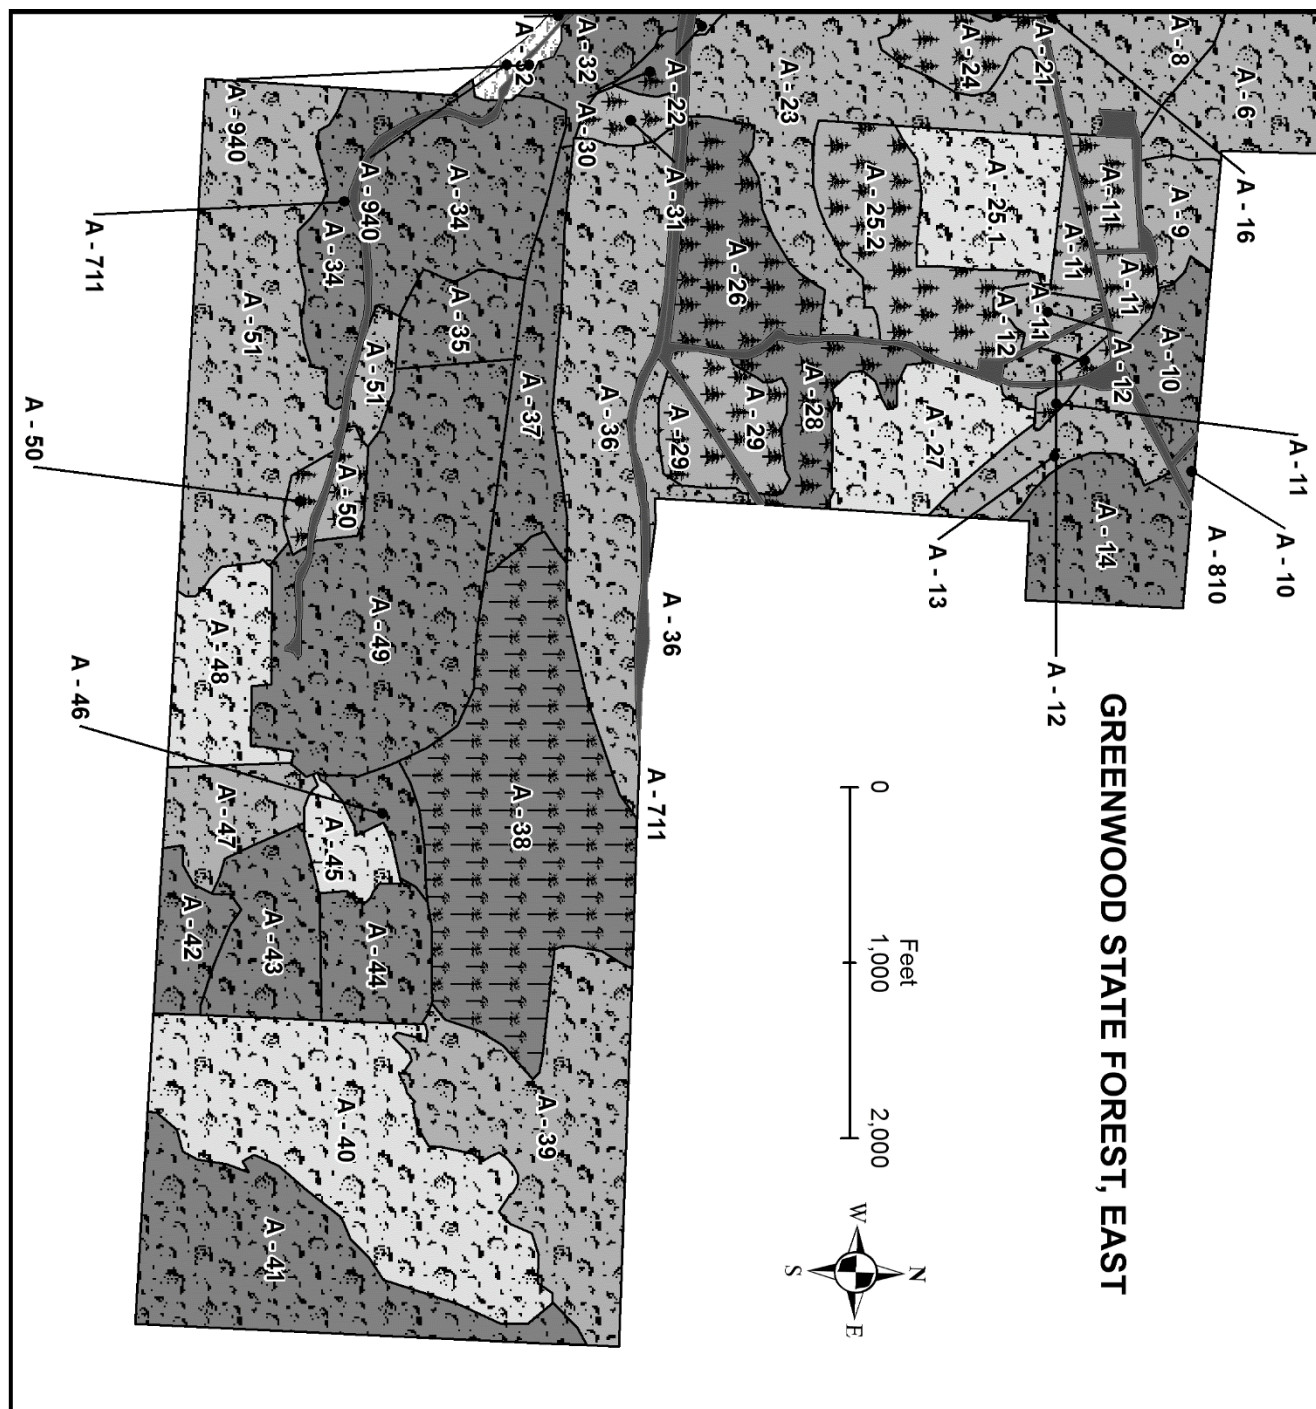 GREENWOOD STATE FOREST, EAST
0
1,000
2,000
Feet
N
W
E
S
A - 6
A - 8
A - 16
A - 21
A - 24
A - 23
A - 22
A - 32
A - 32
A - 9
A - 11
A - 25.1
A - 25.2
A - 31
A - 30
A - 34
A - 940
A - 940
A - 711
A - 10
A - 11
A - 11
A - 11
A - 12
A - 12
A - 26
A - 34
A - 51
A - 35
A - 51
A - 27
A - 28
A - 29
A - 29
A - 36
A - 37
A - 50
A - 50
A - 11
A - 10
A - 810
A - 14
A - 13
A - 12
A - 36
A - 49
A - 48
A - 46
A - 711
A - 38
A - 45
A - 47
A - 44
A - 43
A - 42
A - 39
A - 40
A - 41